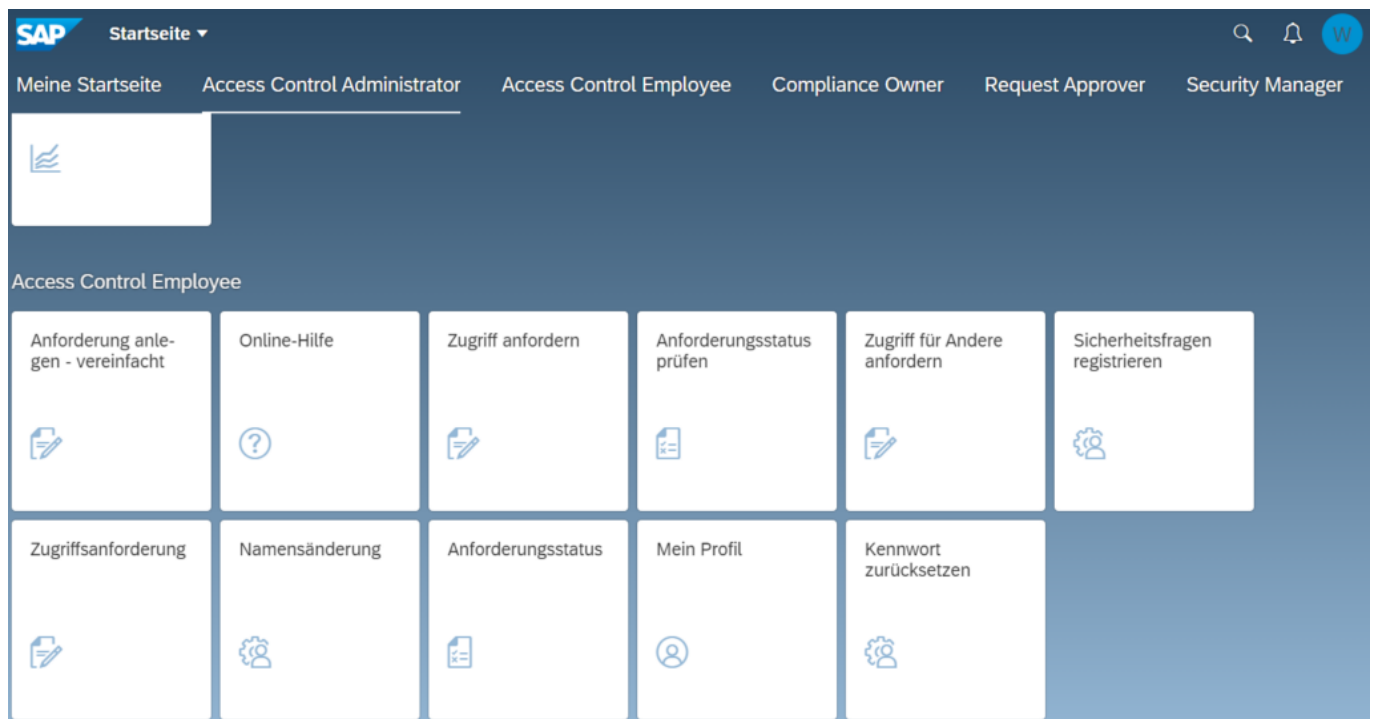 SAP Startseite W
Meine Startseite Access Control Administrator Access Control Employee Compliance Owner Request Approver Security Manager
Access Control Employee
Anforderung anle-
gen - vereinfacht
Online-Hilfe
Zugriff anfordern
Anforderungsstatus
prüfen
Zugriff für Andere
anfordern
Sicherheitsfragen
registrieren
Zugriffsanforderung
Namensänderung
Anforderungsstatus
Mein Profil
Kennwort
zurücksetzen